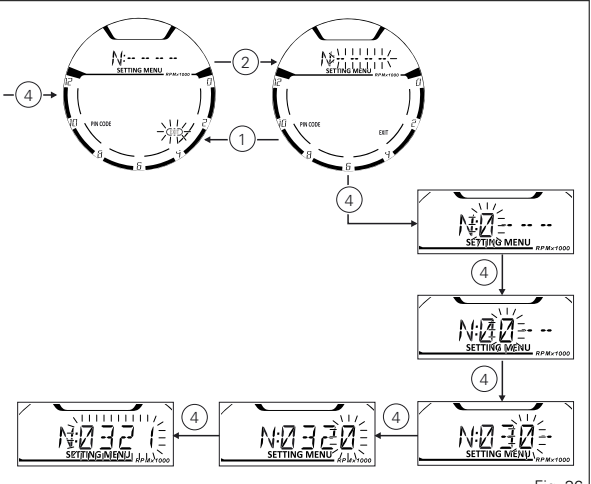 N:-- -- -- --
SETTING MENU
RPMx1000
12
0
10
2
8
4
6
PIN CODE
4
2
N:-- -- -- --
SETTING MENU
RPMx1000
12
0
10
2
8
4
6
PIN CODE
EXIT
1
4
N:0-- -- --
SETTING MENU
RPMx1000
4
N:00-- --
SETTING MENU
RPMx1000
4
N:0321
SETTING MENU
RPMx1000
4
N:0320
SETTING MENU
RPMx1000
4
N:030--
SETTING MENU
RPMx1000